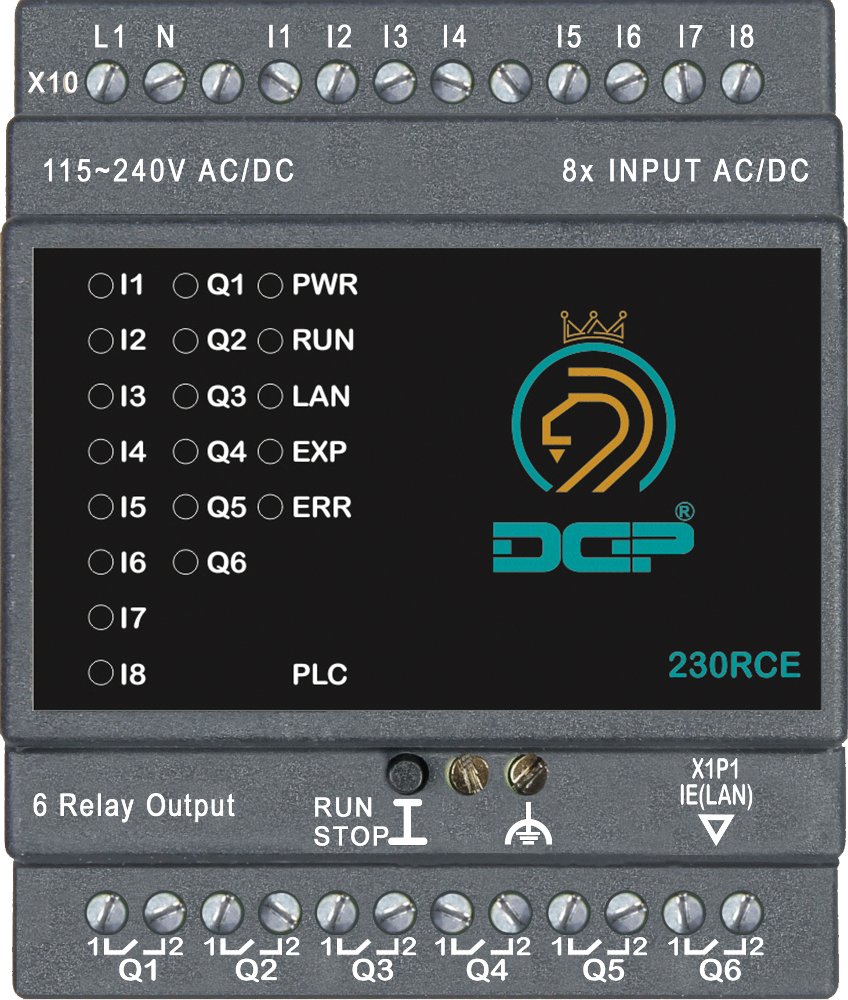 L1 N I1 I2 I3 I4 I5 I6 I7 I8
X10
115~240V AC/DC 8x INPUT AC/DC
I1 Q1 PWR
I2 Q2 RUN
I3 Q3 LAN
I4 Q4 EXP
I5 Q5 ERR
I6 Q6
I7
I8 PLC
DCP®
230RCE
6 Relay Output
RUN
STOP
X1P1
IE(LAN)
1 2 1 2 1 2 1 2 1 2 1 2
Q1 Q2 Q3 Q4 Q5 Q6